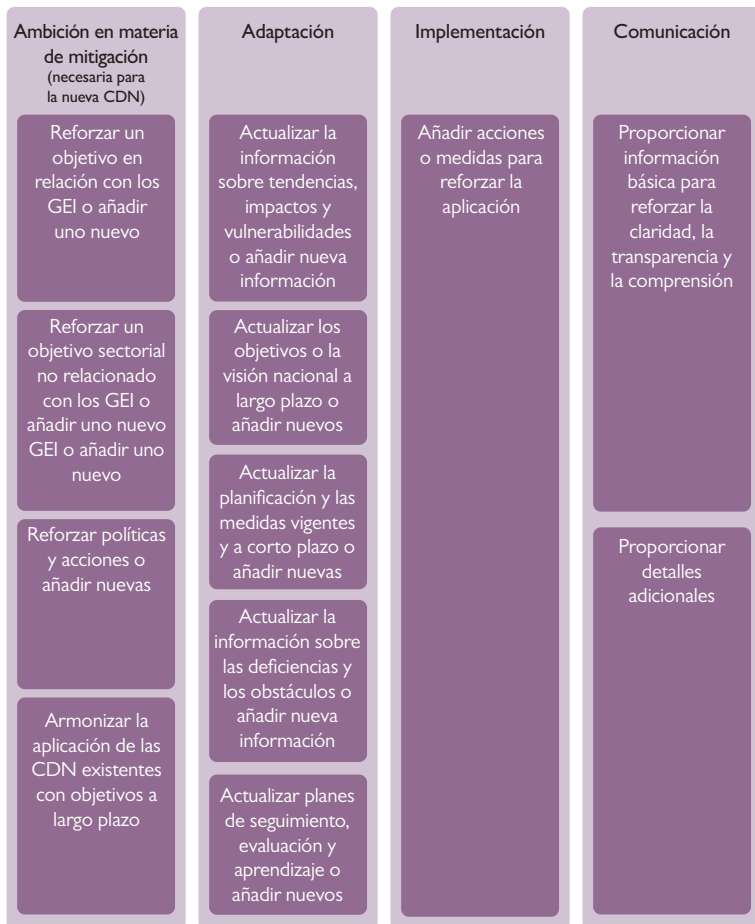 Ambición en materia
de mitigación
(necesaria para
la nueva CDN)
Reforzar un
objetivo en
relación con los
GEI o añadir
uno nuevo
Reforzar un
objetivo sectorial
no relacionado
con los GEI o
añadir uno nuevo
GEI o añadir uno
nuevo
Reforzar políticas
y acciones o
añadir nuevas
Armonizar la
aplicación de las
CDN existentes
con objetivos a
largo plazo
Adaptación
Actualizar la
información
sobre tendencias,
impactos y
vulnerabilidades
o añadir nueva
información
Actualizar los
objetivos o la
visión nacional a
largo plazo o
añadir nuevos
Actualizar la
planificación y las
medidas vigentes
y a corto plazo o
añadir nuevas
Actualizar la
información sobre
las deficiencias y
los obstáculos o
añadir nueva
información
Actualizar planes
de seguimiento,
evaluación y
aprendizaje o
añadir nuevos
Implementación
Añadir acciones
o medidas para
reforzar la
aplicación
Comunicación
Proporcionar
información
básica para
reforzar la
claridad, la
transparencia y
la comprensión
Proporcionar
detalles
adicionales